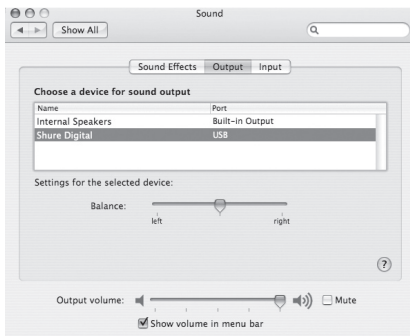 Sound
Show All
Sound Effects Output Input
Choose a device for sound output
Name Port
Internal Speakers Built-in Output
Shure Digital USB
Settings for the selected device:
Balance:
left right
?
Output volume: Mute
Show volume in menu bar